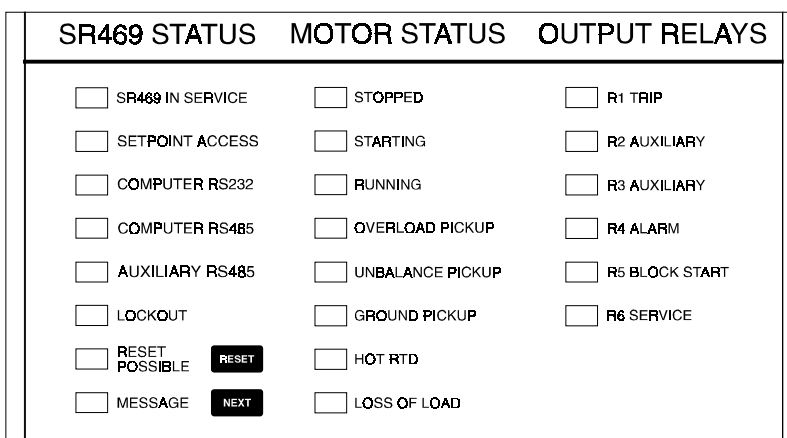 SR469 STATUS MOTOR STATUS OUTPUT RELAYS
SR469 IN SERVICE STOPPED R1 TRIP
SETPOINT ACCESS STARTING R2 AUXILIARY
COMPUTER RS232 RUNNING R3 AUXILIARY
COMPUTER RS485 OVERLOAD PICKUP R4 ALARM
AUXILIARY RS485 UNBALANCE PICKUP R5 BLOCK START
LOCKOUT GROUND PICKUP R6 SERVICE
RESET
POSSIBLE RESET HOT RTD
MESSAGE NEXT LOSS OF LOAD